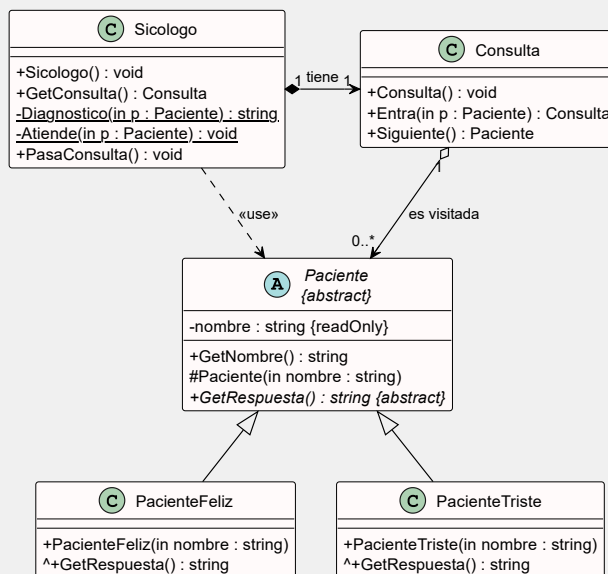 C Sicologo
+Sicologo() : void
+GetConsulta() : Consulta
-Diagnostico(in p : Paciente) : string
-Atiende(in p : Paciente) : void
+PasaConsulta() : void
1 tiene 1
C Consulta
+Consulta() : void
+Entra(in p : Paciente) : Consulta
+Siguiente() : Paciente
1
«use»
es visitada
0..*
A Paciente
{abstract}
-nombre : string {readOnly}
+GetNombre() : string
#Paciente(in nombre : string)
+GetRespuesta() : string {abstract}
C PacienteFeliz
+PacienteFeliz(in nombre : string)
^+GetRespuesta() : string
C PacienteTriste
+PacienteTriste(in nombre : string)
^+GetRespuesta() : string